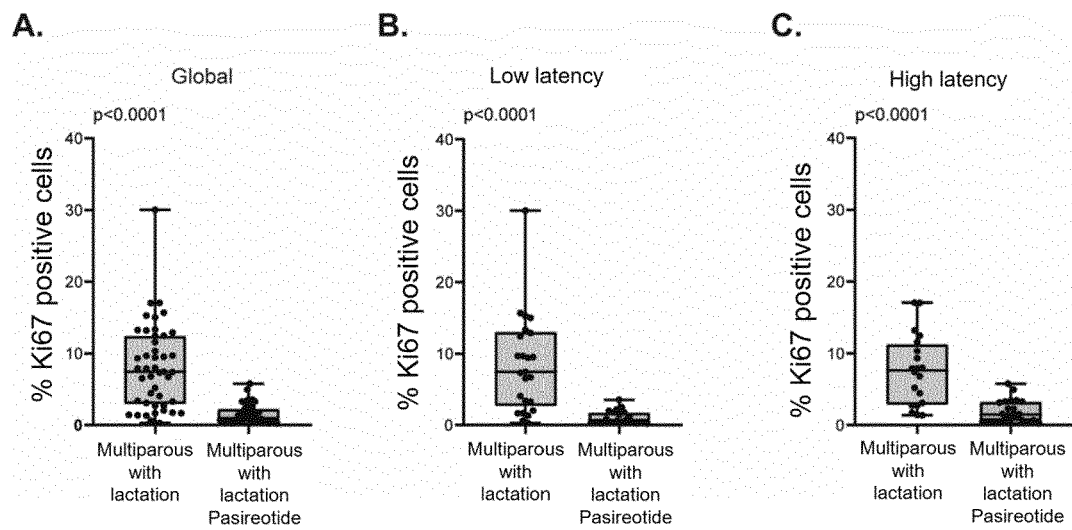 A.
Global
p<0.0001
% Ki67 positive cells
40
30
20
10
0
Multiparous
with
lactation
Multiparous
with
lactation
Pasireotide
B.
Low latency
p<0.0001
% Ki67 positive cells
40
30
20
10
0
Multiparous
with
lactation
Multiparous
with
lactation
Pasireotide
C.
High latency
p<0.0001
% Ki67 positive cells
40
30
20
10
0
Multiparous
with
lactation
Multiparous
with
lactation
Pasireotide